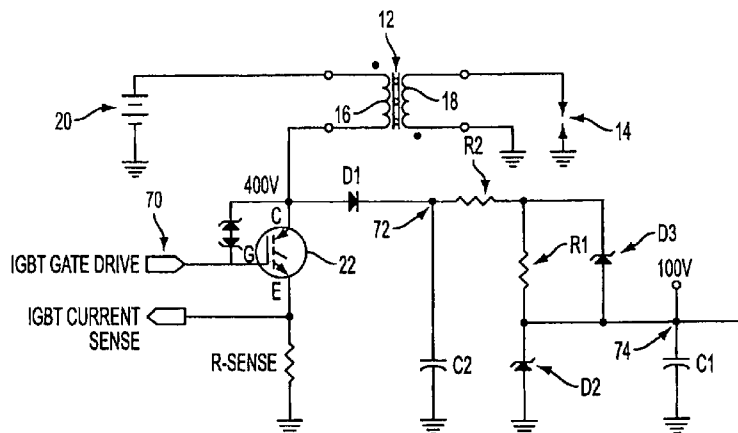 12
20
16
18
14
R2
400V
D1
70
C
72
R1
D3
100V
IGBT GATE DRIVE
G
22
E
IGBT CURRENT
SENSE
74
R-SENSE
C2
D2
C1